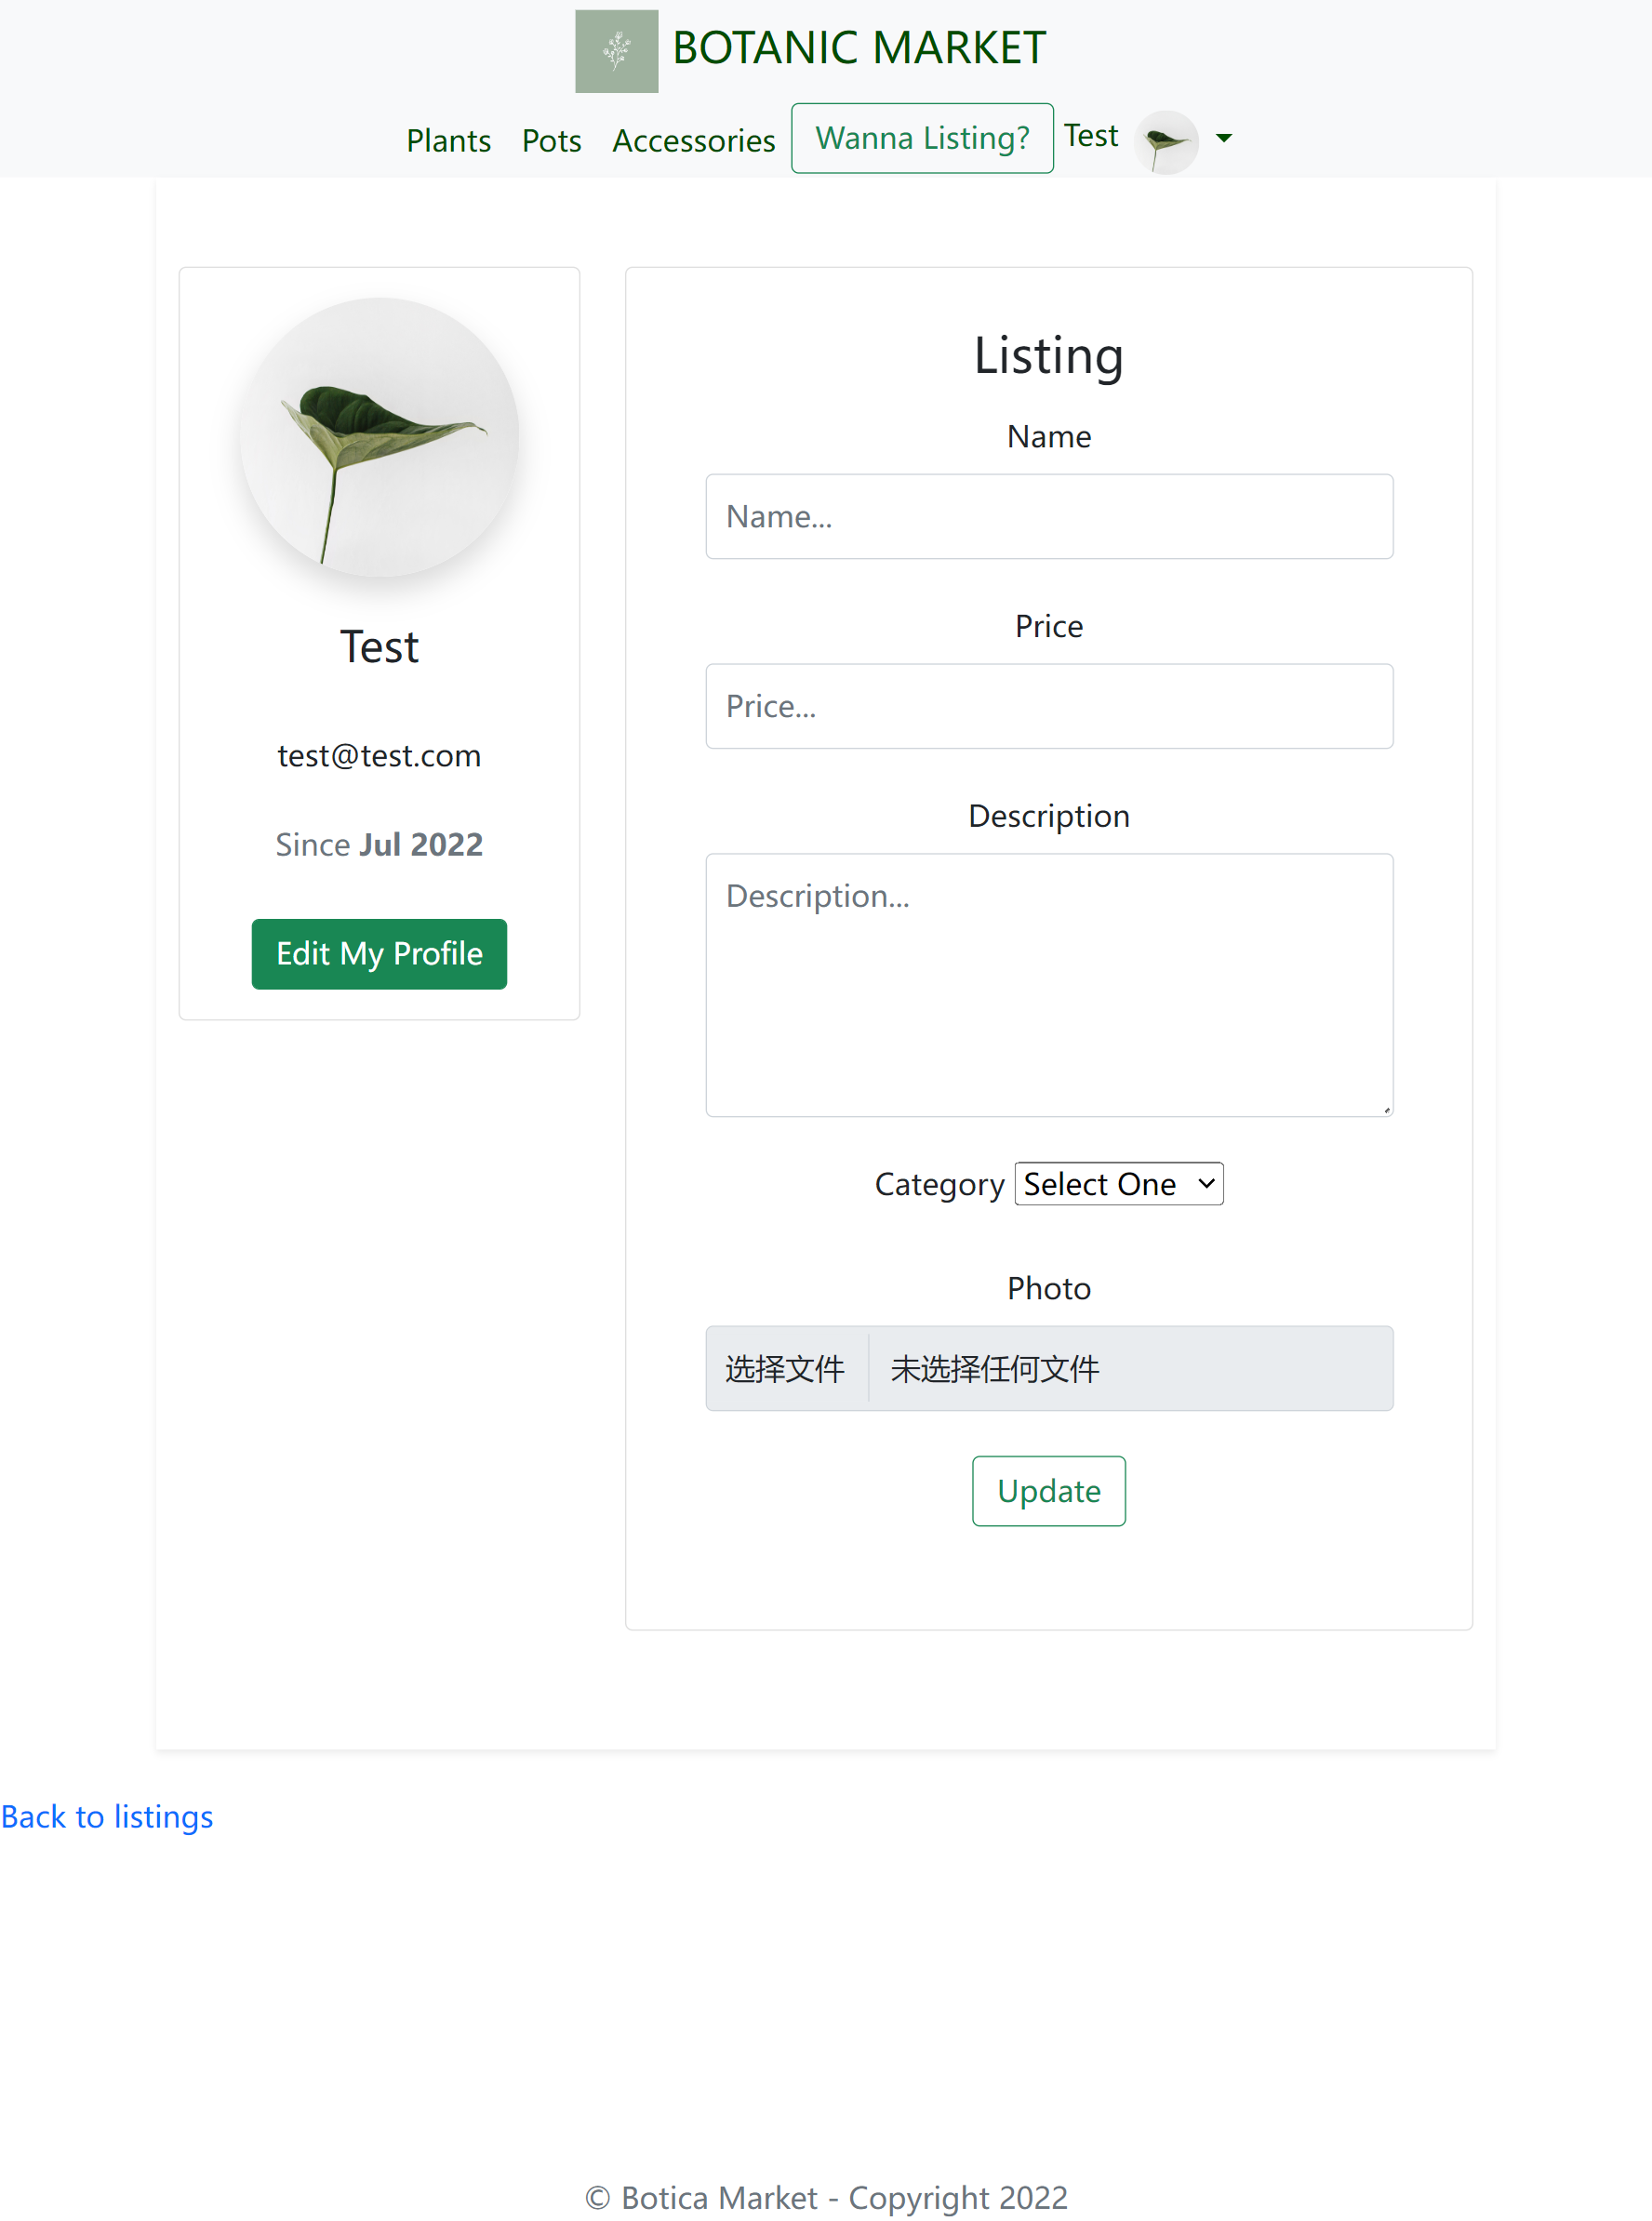 BOTANIC MARKET
Plants Pots Accessories Wanna Listing? Test
Test
test@test.com
Since Jul 2022
Edit My Profile
Listing
Name
Name...
Price
Price...
Description
Description...
Category Select One
Photo
选择文件 未选择任何文件
Update
Back to listings
© Botica Market - Copyright 2022